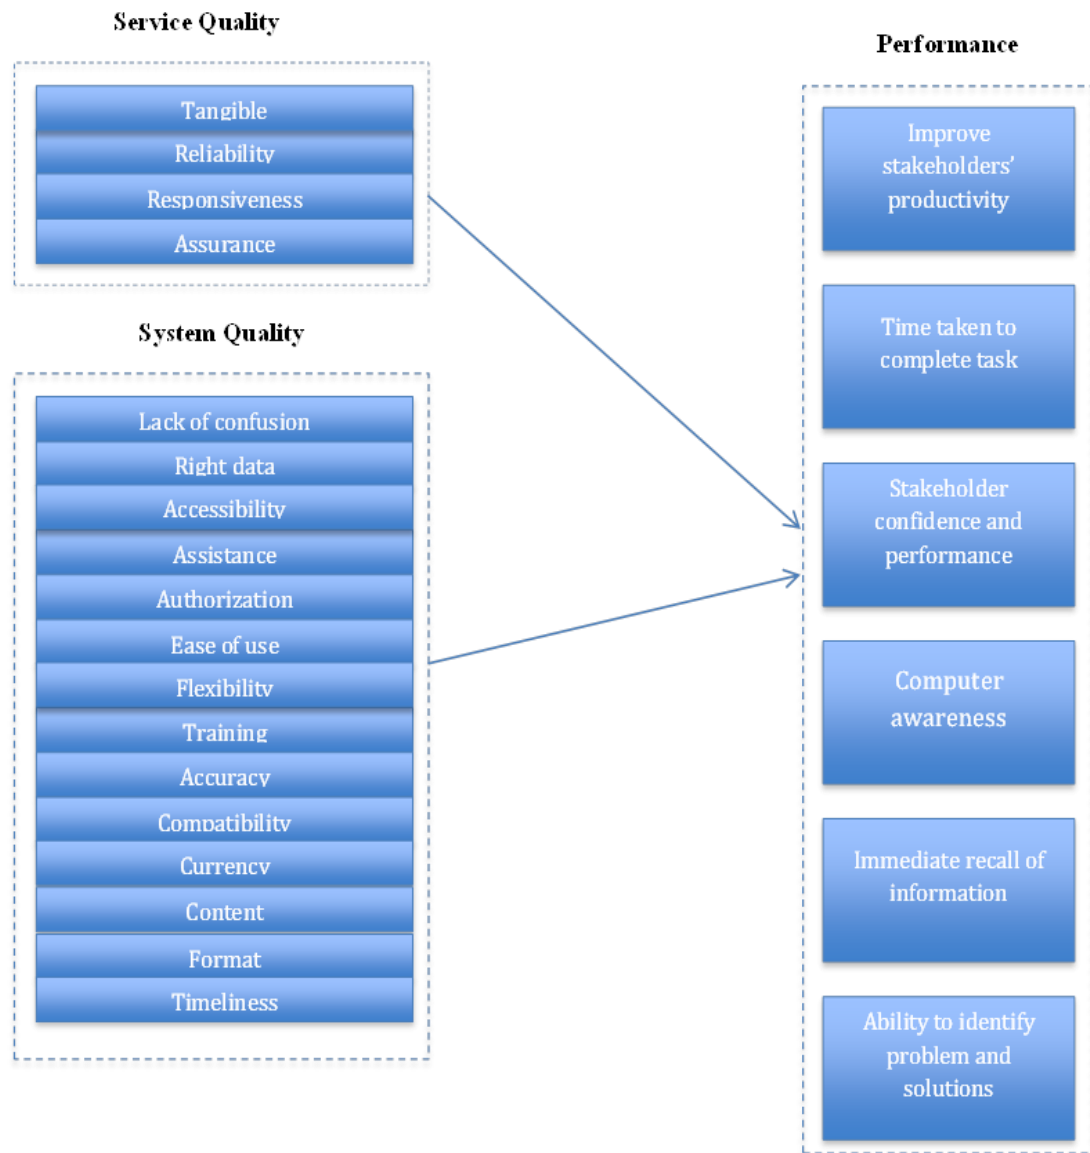 Service Quality
Tangible
Reliability
Responsiveness
Assurance
System Quality
Lack of confusion
Right data
Accessibility
Assistance
Authorization
Ease of use
Flexibility
Training
Accuracy
Compatibility
Currency
Content
Format
Timeliness
Performance
Improve
stakeholders’
productivity
Time taken to
complete task
Stakeholder
confidence and
performance
Computer
awareness
Immediate recall of
information
Ability to identify
problem and
solutions